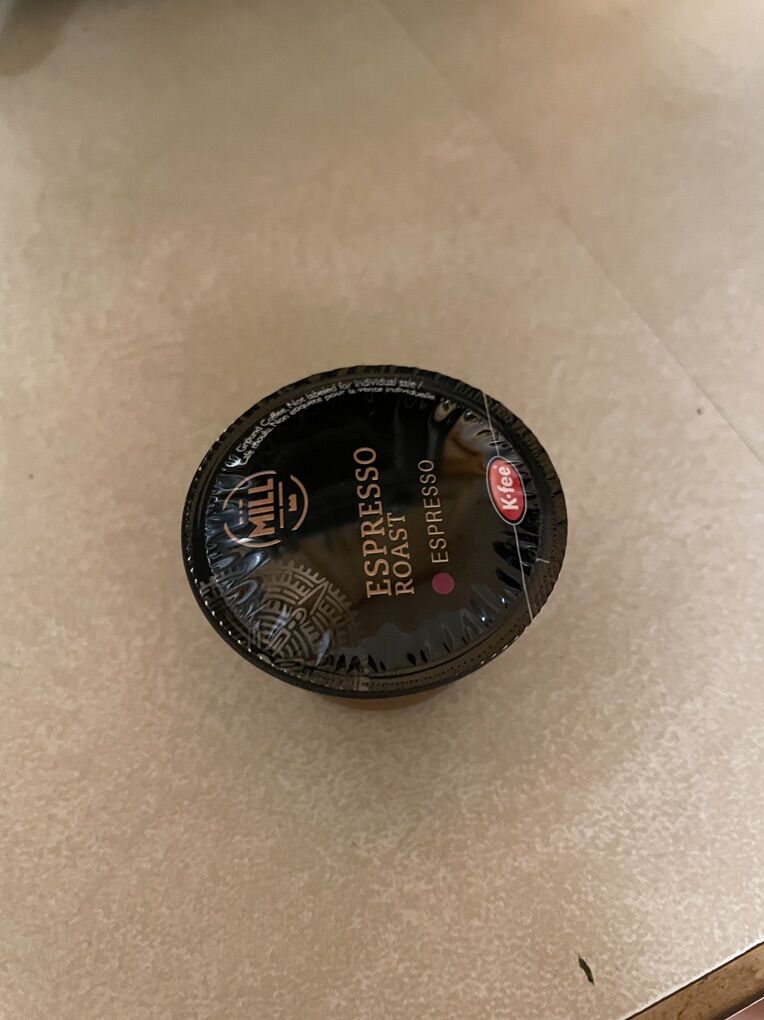 Ground Coffee. Not labeled for individual sale /
Café moulu. Non étiqueté pour la vente individuelle
MILL
ESPRESSO
ROAST
ESPRESSO
K-fee